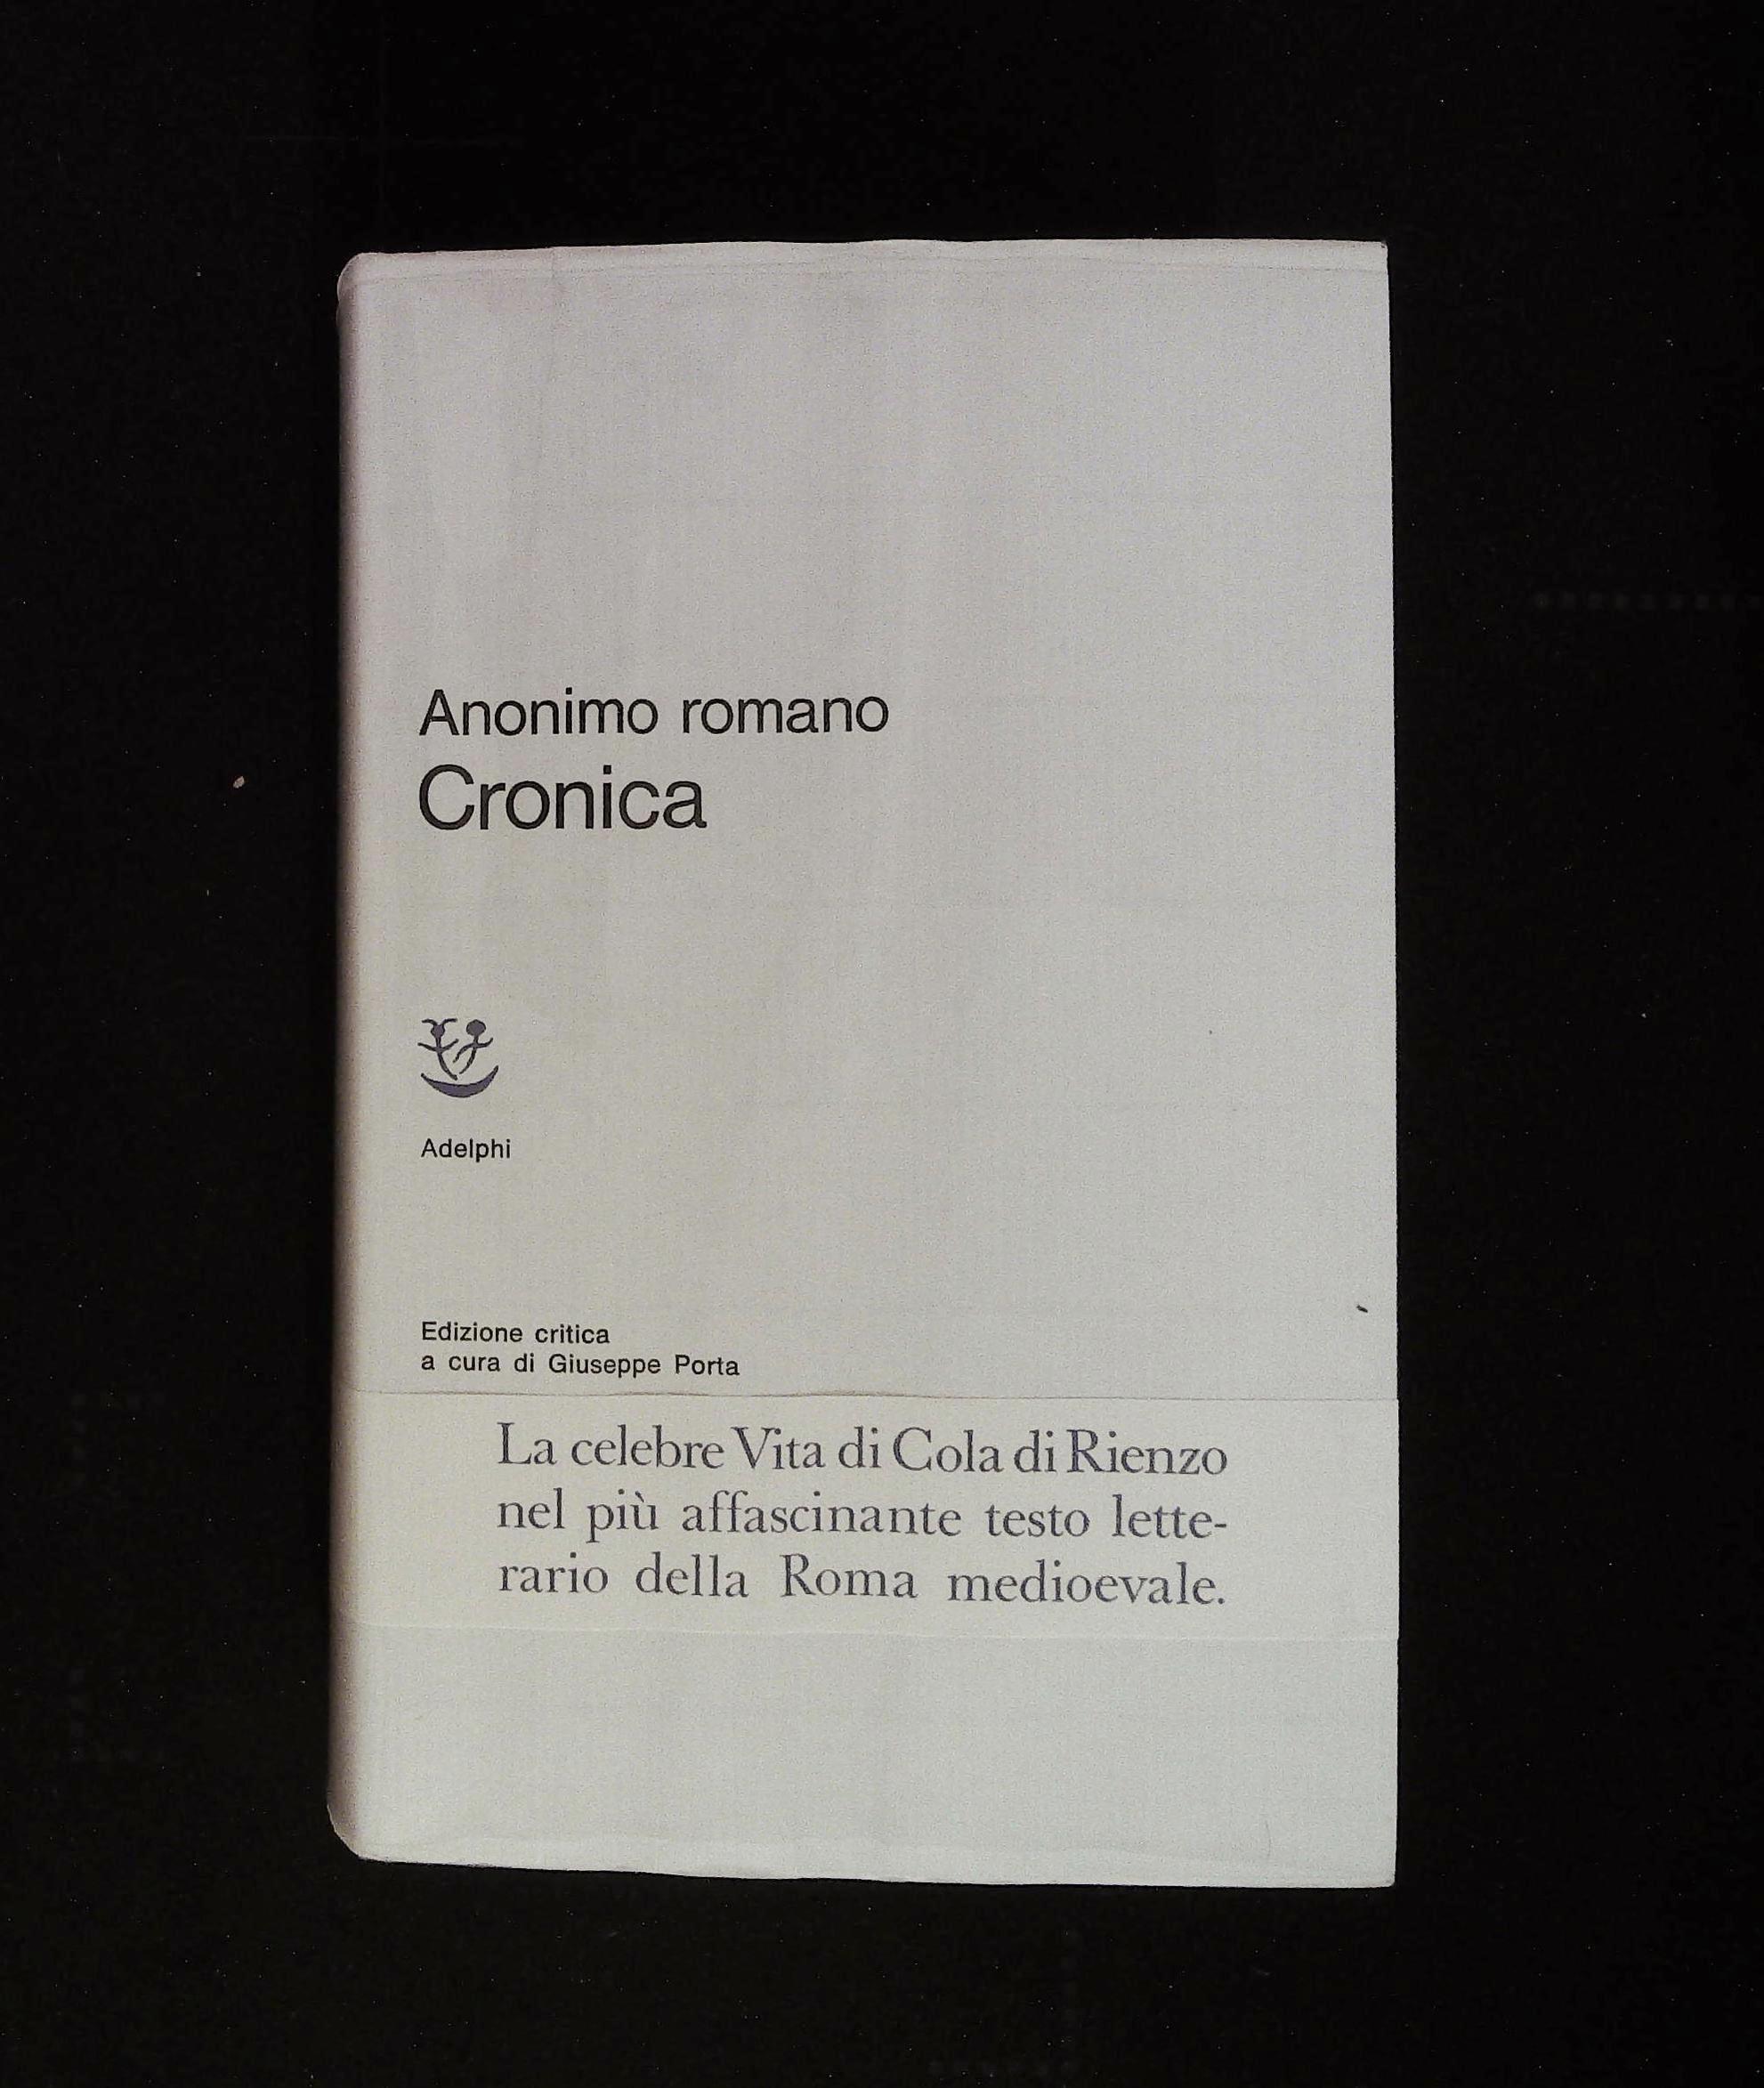 Anonimo romano
Cronica
Adelphi
Edizione critica
a cura di Giuseppe Porta
La celebre Vita di Cola di Rienzo
nel più affascinante testo lette-
rario della Roma medioevale.